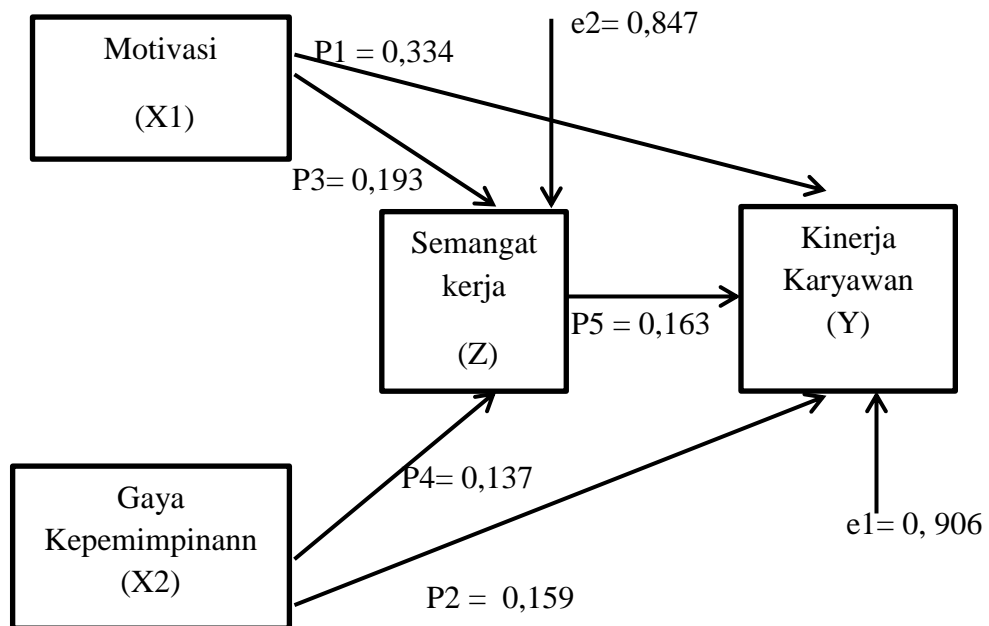 Motivasi
(X1)
P1 = 0,334
e2= 0,847
P3= 0,193
Semangat
kerja
(Z)
P5 = 0,163
Kinerja
Karyawan
(Y)
P4= 0,137
Gaya
Kepemimpinann
(X2)
P2 =  0,159
e1= 0, 906